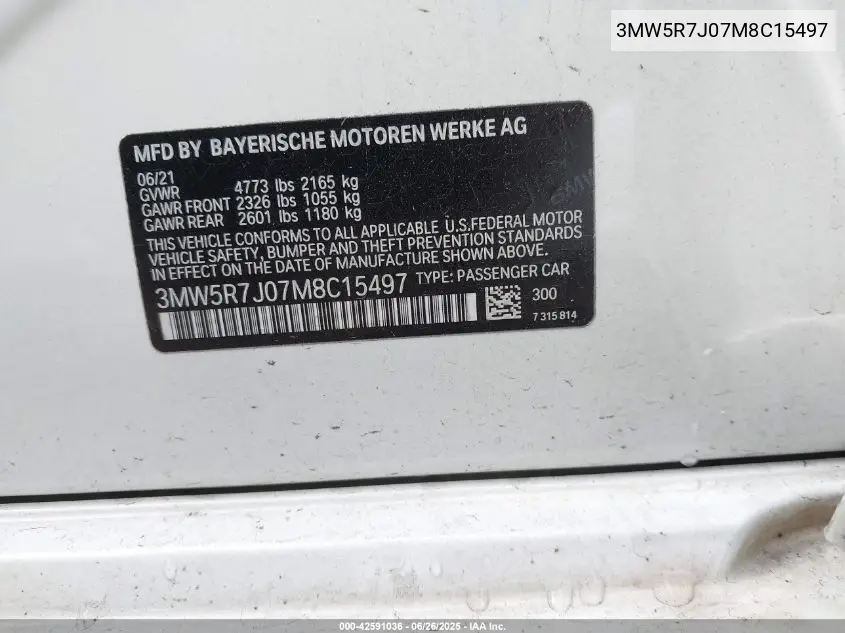 3MW5R7J07M8C15497
MFD BY BAYERISCHE MOTOREN WERKE AG
06/21
GVWR 4773 lbs 2165 kg
GAWR FRONT 2326 lbs 1055 kg
GAWR REAR 2601 lbs 1180 kg
THIS VEHICLE CONFORMS TO ALL APPLICABLE U.S.FEDERAL MOTOR
VEHICLE SAFETY, BUMPER AND THEFT PREVENTION STANDARDS
IN EFFECT ON THE DATE OF MANUFACTURE SHOWN ABOVE.
3MW5R7J07M8C15497 TYPE: PASSENGER CAR
300
7 315 814
000-42591036 - 06/26/2025 - IAA Inc.